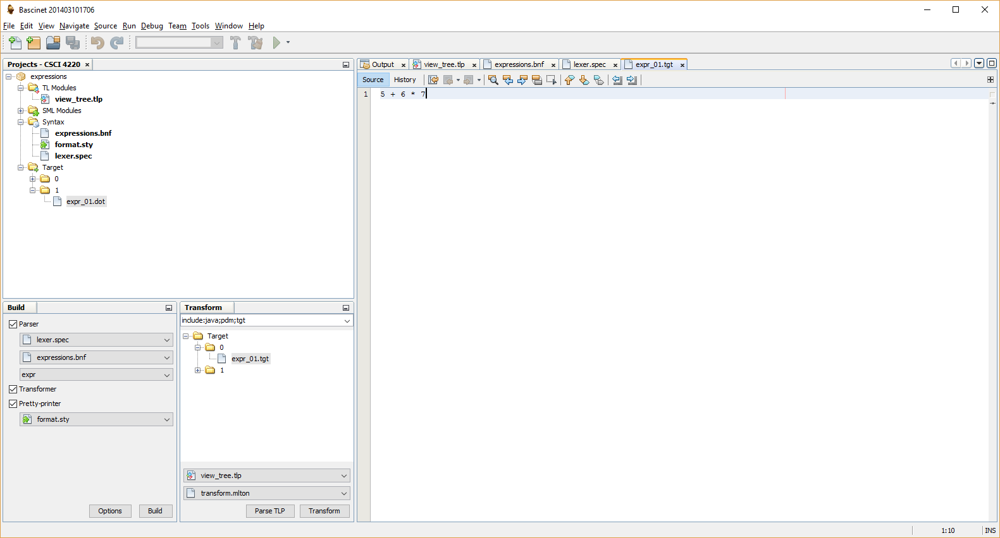 Bascinet 201403101706
File Edit View Navigate Source Run Debug Team Tools Window Help
Projects - CSCI 4220
expressions
TL Modules
view_tree.tlp
SML Modules
Syntax
expressions.bnf
format.sty
lexer.spec
Target
0
1
expr_01.dot
Build
Parser
lexer.spec
expressions.bnf
expr
Transformer
Pretty-printer
format.sty
Options Build
Transform
include:java;pdm;tgt
Target
0
expr_01.tgt
1
view_tree.tlp
transform.mlton
Parse TLP Transform
Output view_tree.tlp expressions.bnf lexer.spec expr_01.tgt
Source History
1 5 + 6 * 7
1:10 INS